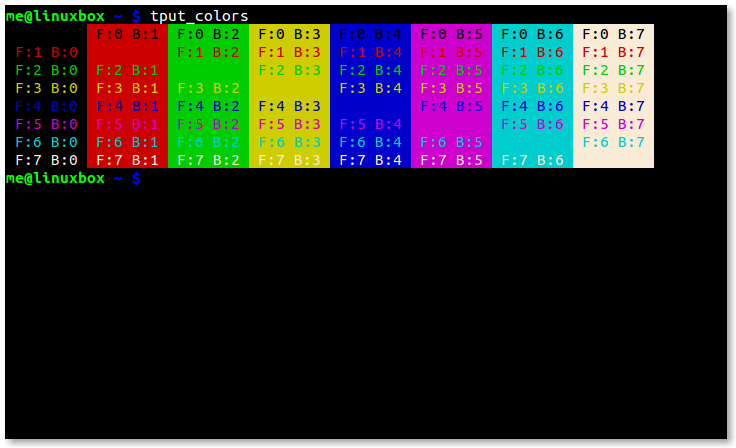 me@linuxbox ~ $ tput_colors
F:0 B:1 F:0 B:2 F:0 B:3 F:0 B:4 F:0 B:5 F:0 B:6 F:0 B:7
F:1 B:0 F:1 B:2 F:1 B:3 F:1 B:4 F:1 B:5 F:1 B:6 F:1 B:7
F:2 B:0 F:2 B:1 F:2 B:3 F:2 B:4 F:2 B:5 F:2 B:6 F:2 B:7
F:3 B:0 F:3 B:1 F:3 B:2 F:3 B:4 F:3 B:5 F:3 B:6 F:3 B:7
F:4 B:0 F:4 B:1 F:4 B:2 F:4 B:3 F:4 B:5 F:4 B:6 F:4 B:7
F:5 B:0 F:5 B:1 F:5 B:2 F:5 B:3 F:5 B:4 F:5 B:6 F:5 B:7
F:6 B:0 F:6 B:1 F:6 B:2 F:6 B:3 F:6 B:4 F:6 B:5 F:6 B:7
F:7 B:0 F:7 B:1 F:7 B:2 F:7 B:3 F:7 B:4 F:7 B:5 F:7 B:6
me@linuxbox ~ $